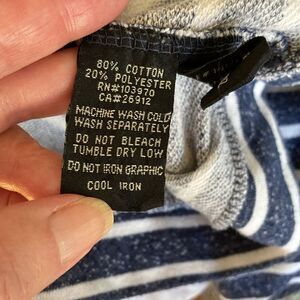 80% COTTON
20% POLYESTER
RN#103970
CA#26912
MACHINE WASH COLD
WASH SEPARATELY
DO NOT BLEACH
TUMBLE DRY LOW
DO NOT IRON GRAPHIC
COOL IRON